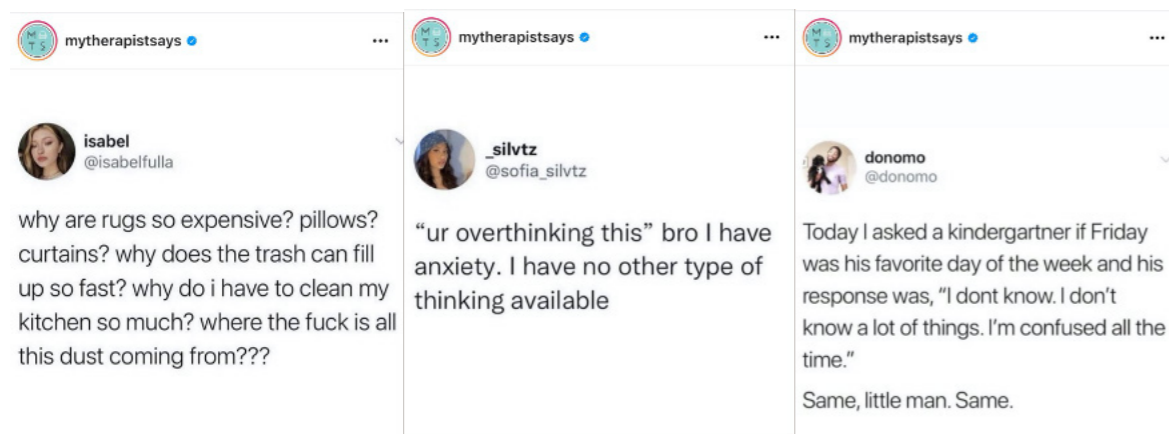 mytherapistsays
isabel
@isabelfulla
why are rugs so expensive? pillows?
curtains? why does the trash can fill
up so fast? why do i have to clean my
kitchen so much? where the fuck is all
this dust coming from???
mytherapistsays
_silvtz
@sofia_silvtz
“ur overthinking this” bro I have
anxiety. I have no other type of
thinking available
mytherapistsays
donomo
@donomo
Today I asked a kindergartner if Friday
was his favorite day of the week and his
response was, “I dont know. I don’t
know a lot of things. I’m confused all the
time.”
Same, little man. Same.
M
T S
M
T S
M
T S